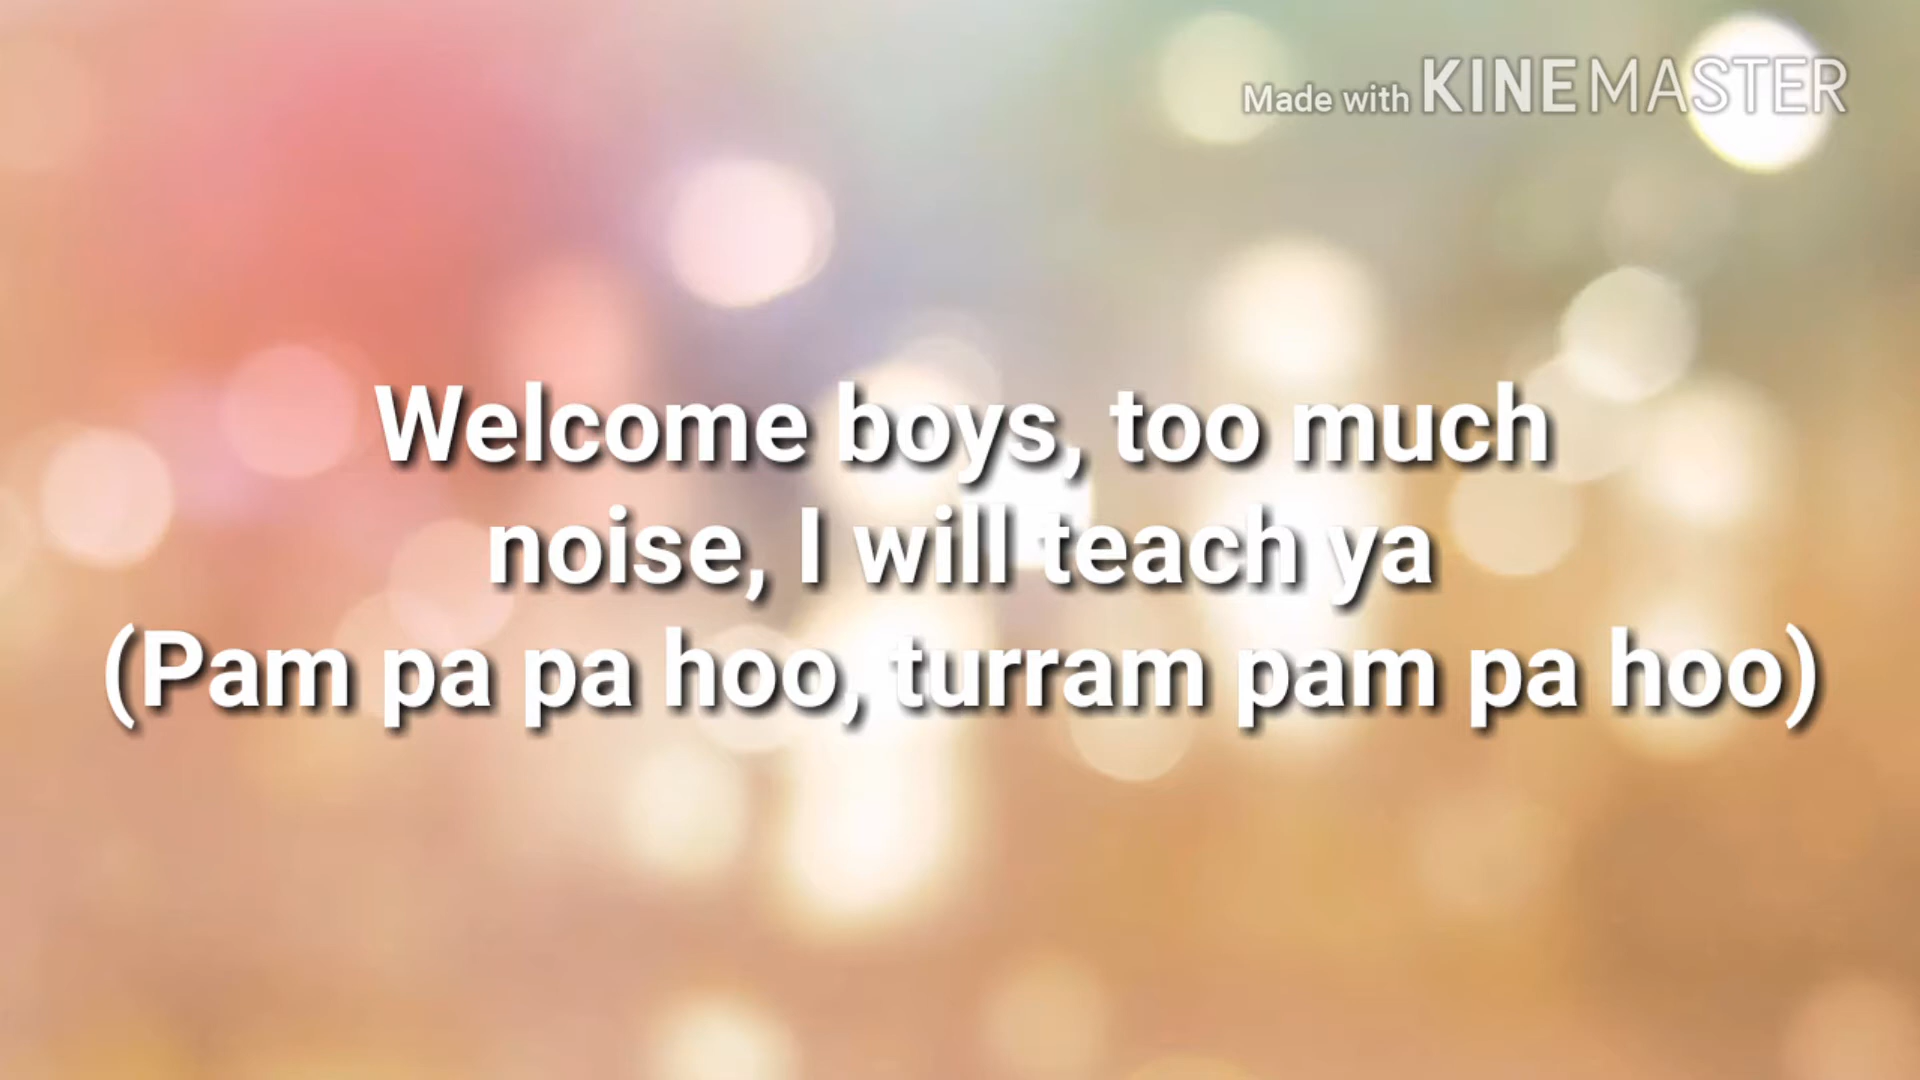 Made with KINEMASTER
Welcome boys, too much
noise, I will teach ya
(Pam pa pa hoo, turram pam pa hoo)